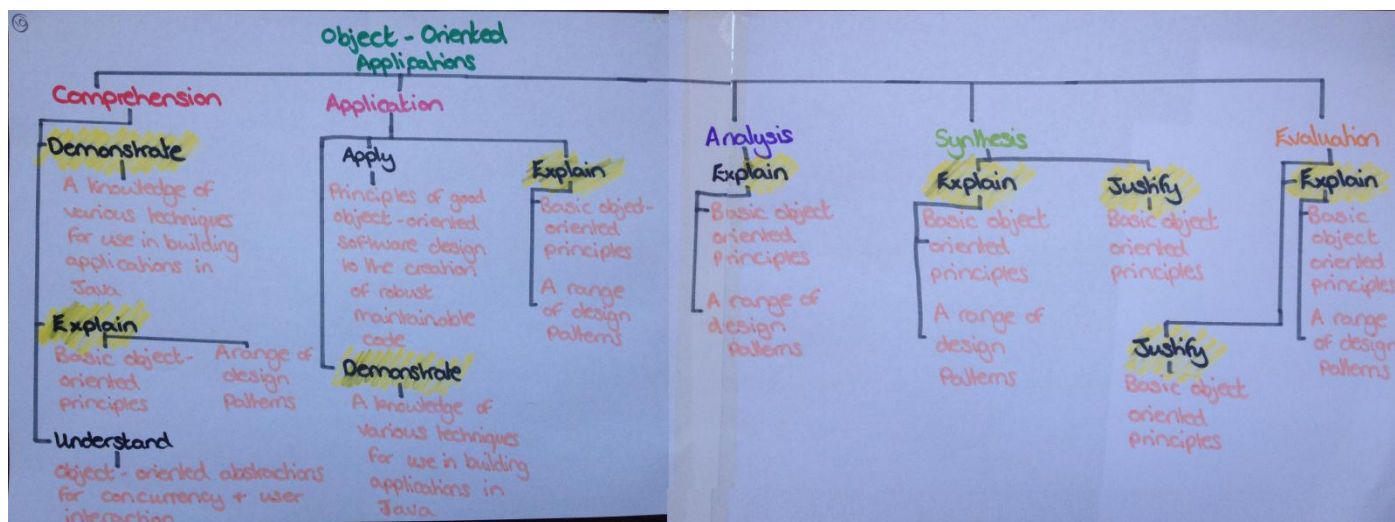 10
Object - Oriented
Applications
Comprehension
Demonstrate
A knowledge of
various techniques
for use in building
applications in
Java
Explain
Basic object-
oriented
principles
A range of
design
Patterns
Understand
Object-oriented abstractions
for concurrency + user
interaction
Application
Apply
Principles of good
object-oriented
software design
to the creation
of robust
maintainable
code
Demonstrate
A knowledge of
various techniques
for use in building
applications in
Java
Explain
Basic object-
oriented
principles
A range
of design
Patterns
Analysis
Explain
Basic object
oriented
principles
A range of
design
Patterns
Synthesis
Explain
Basic object
oriented
principles
A range of
design
Patterns
Justify
Basic object
oriented
principles
Evaluation
Explain
Basic
object
oriented
principles
A range
of design
Patterns
Justify
Basic object
oriented
principles